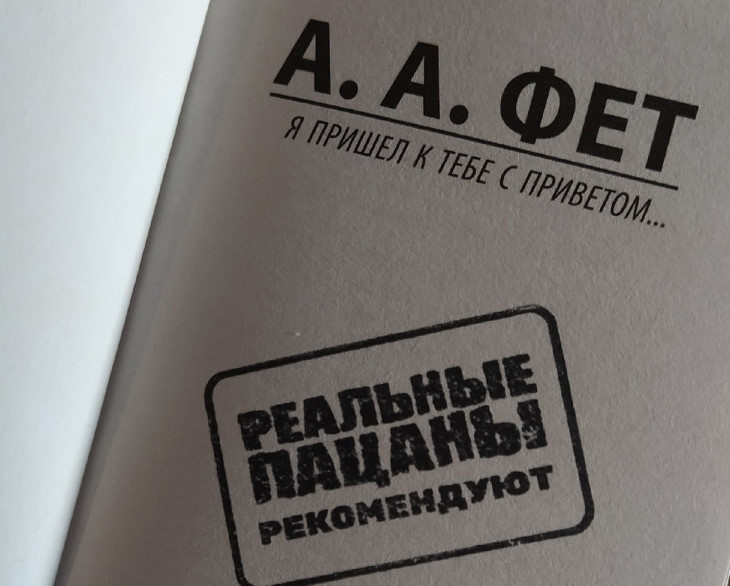 А. А. ФЕТ
Я ПРИШЕЛ К ТЕБЕ С ПРИВЕТОМ...
РЕАЛЬНЫЕ
ПАЦАНЫ
РЕКОМЕНДУЮТ